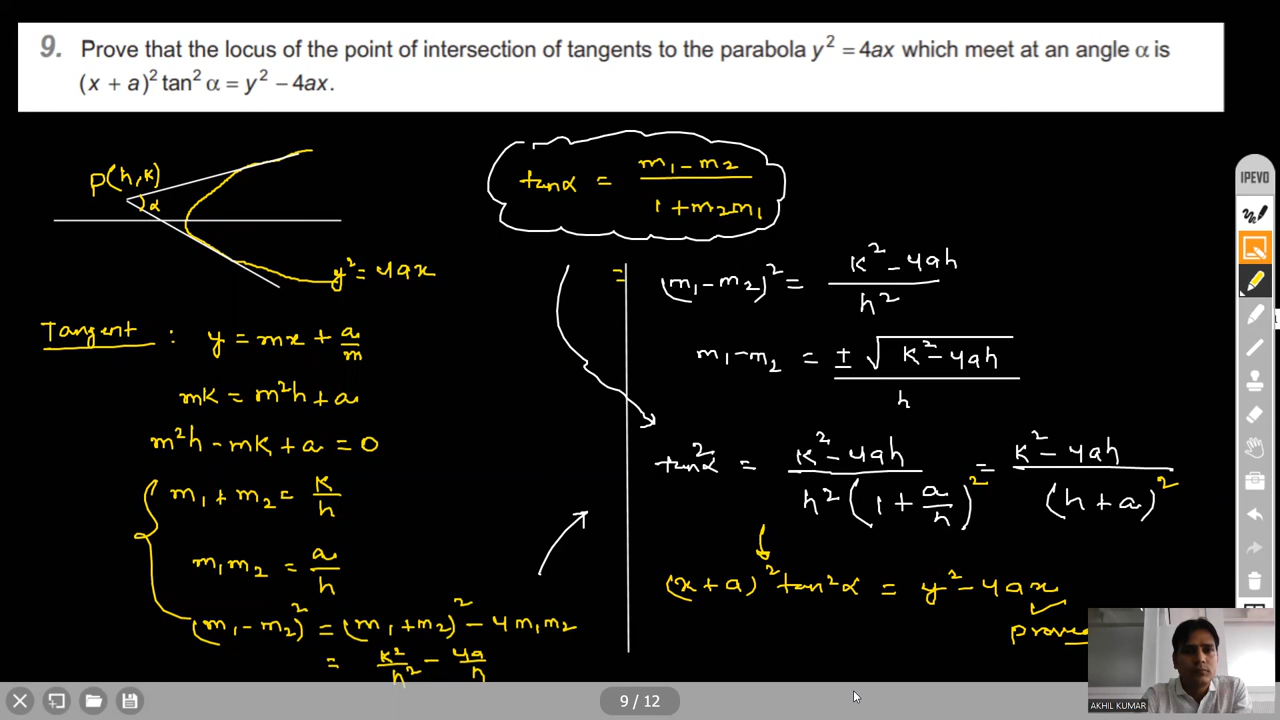 9. Prove that the locus of the point of intersection of tangents to the parabola y² = 4ax which meet at an angle α is
(x + a)² tan² α = y² − 4ax.
P(h, k)
α
y² = 4ax
tanα = (m₁ − m₂)/(1 + m₂m₁)
Tangent : y = mx + a/m
mk = m²h + a
m²h − mk + a = 0
m₁ + m₂ = k/h
m₁m₂ = a/h
(m₁ − m₂)² = (m₁ + m₂)² − 4m₁m₂
= k²/h² − 4a/h
=
(m₁ − m₂)² = (k² − 4ah)/h²
m₁ − m₂ = ± √(k² − 4ah)/h
tan²α = (k² − 4ah)/(h²(1 + a/h)²) = (k² − 4ah)/(h + a)²
(x + a)² tan²α = y² − 4ax
IPEVO
9 / 12
AKHIL KUMAR